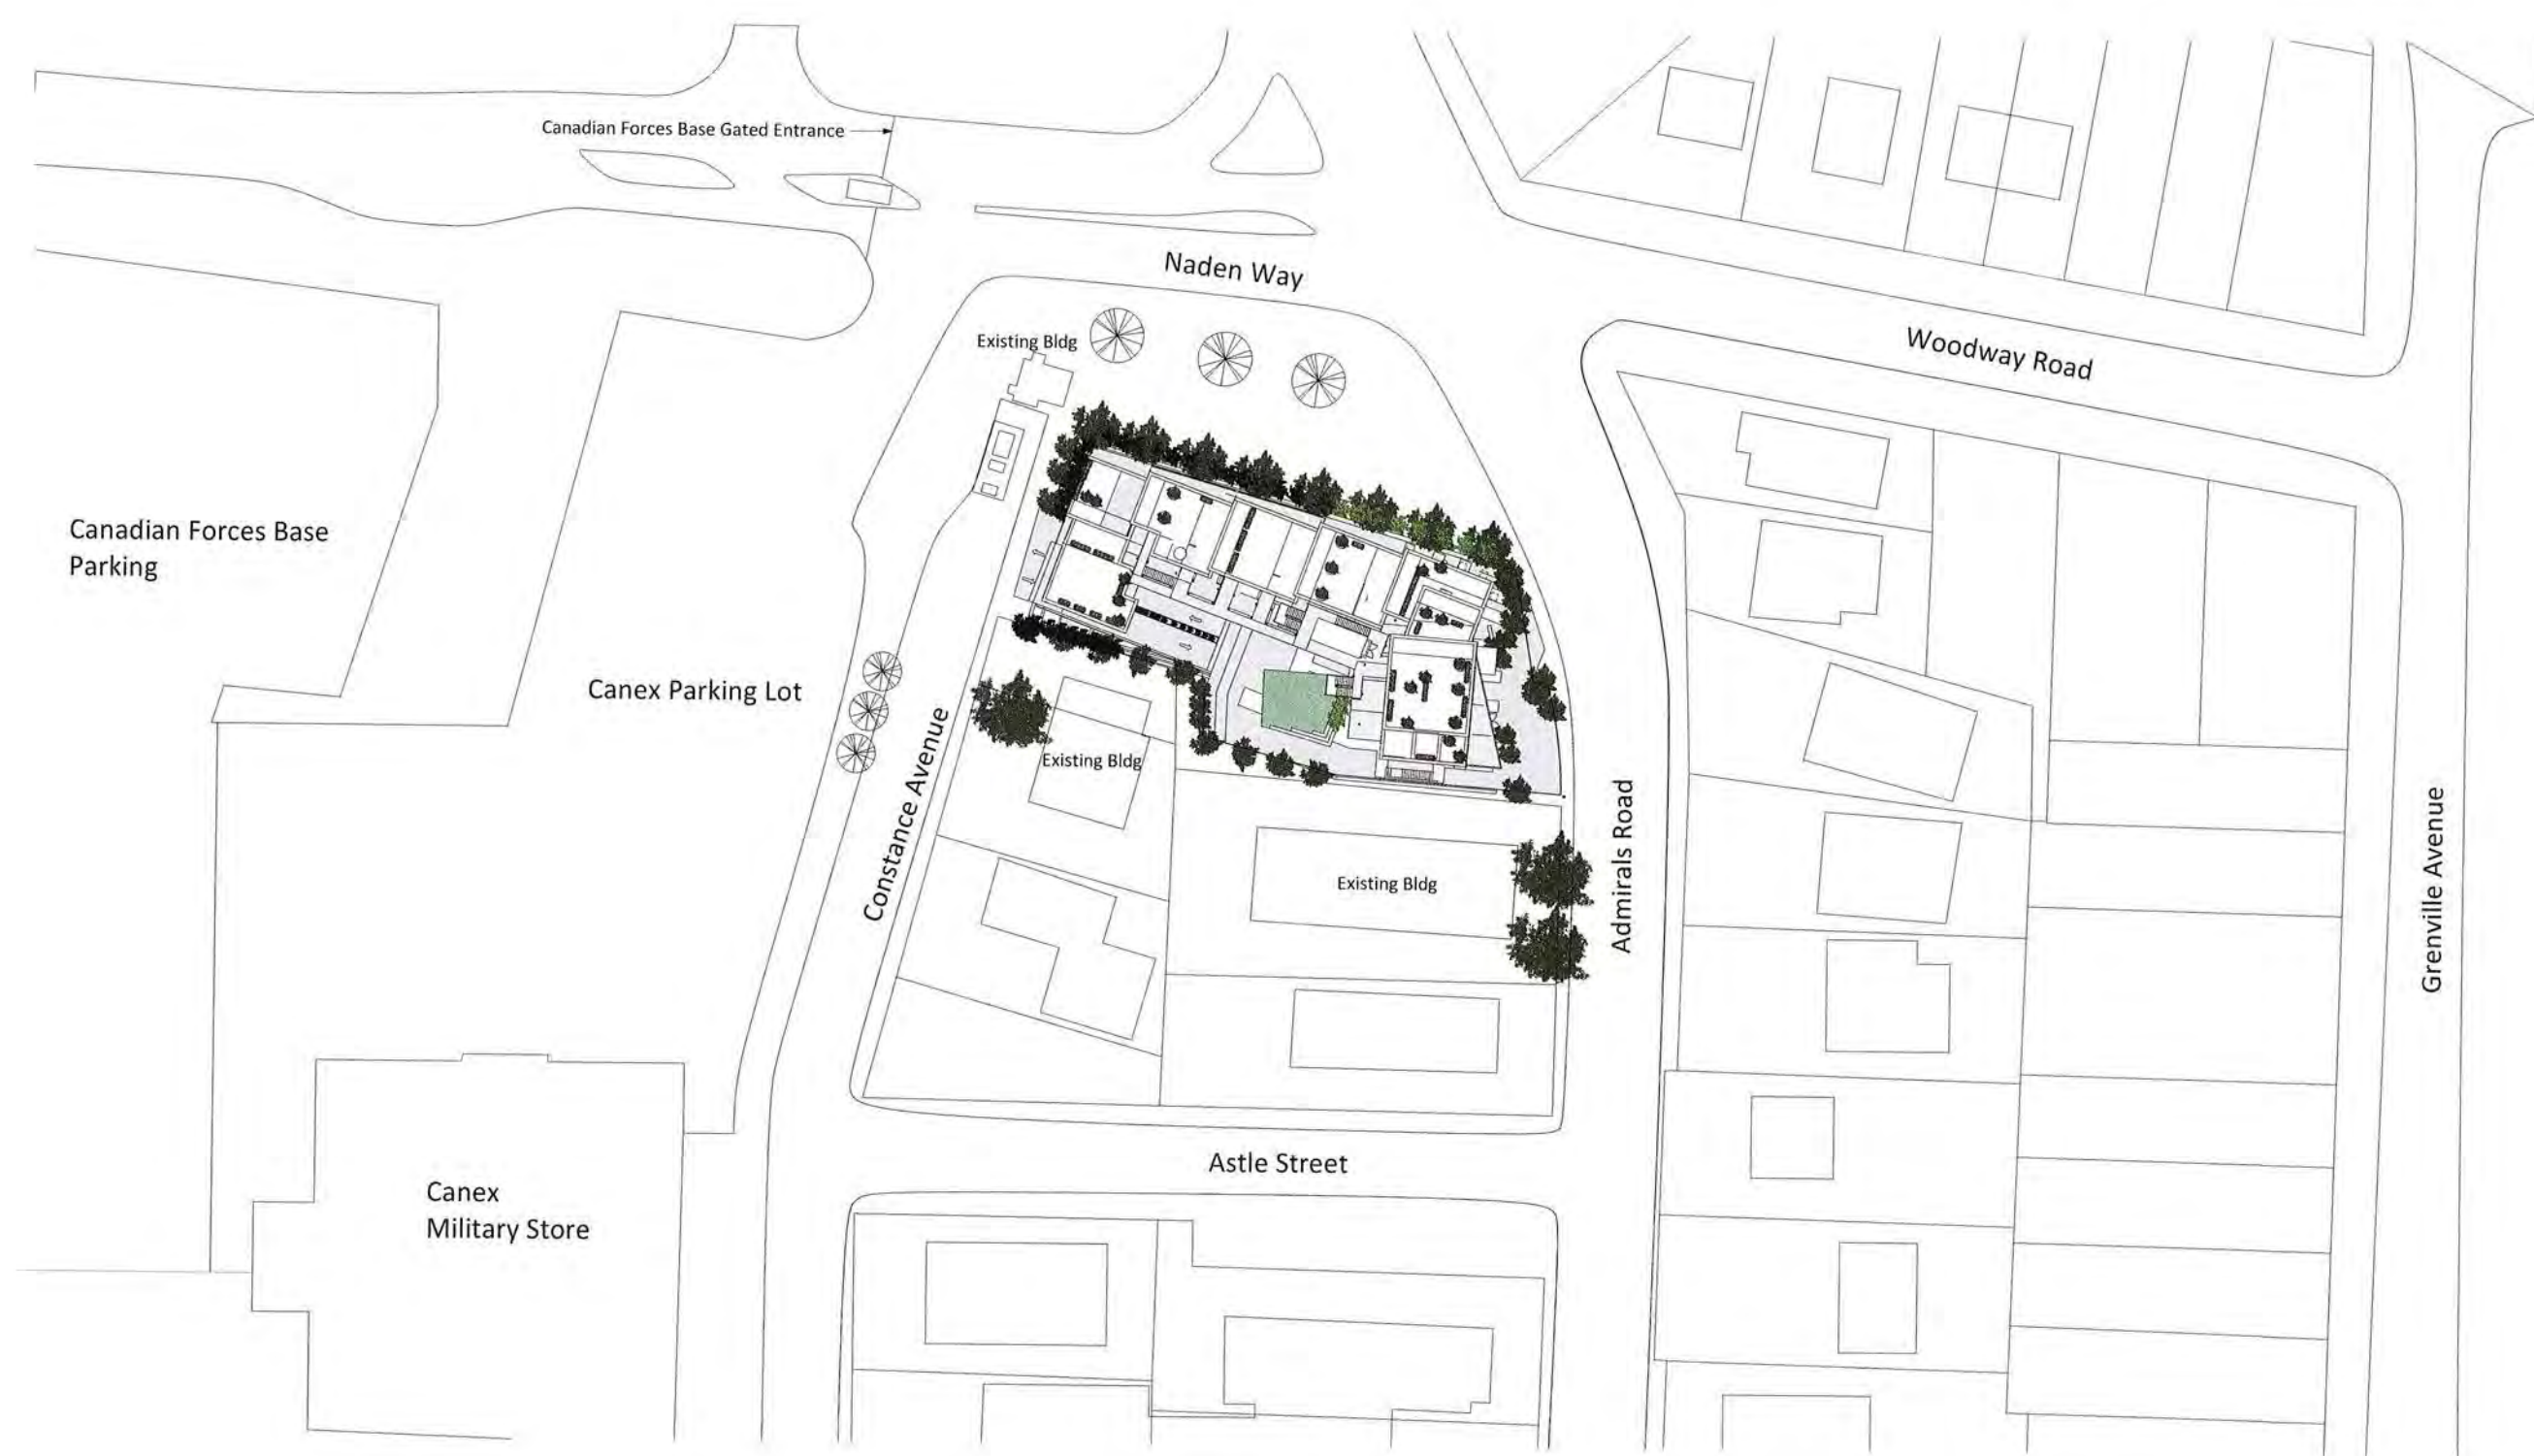 Canadian Forces Base Gated Entrance
Naden Way
Existing Bldg
Woodway Road
Canadian Forces Base
Parking
Canex Parking Lot
Constance Avenue
Existing Bldg
Existing Bldg
Admirals Road
Grenville Avenue
Astle Street
Canex
Military Store